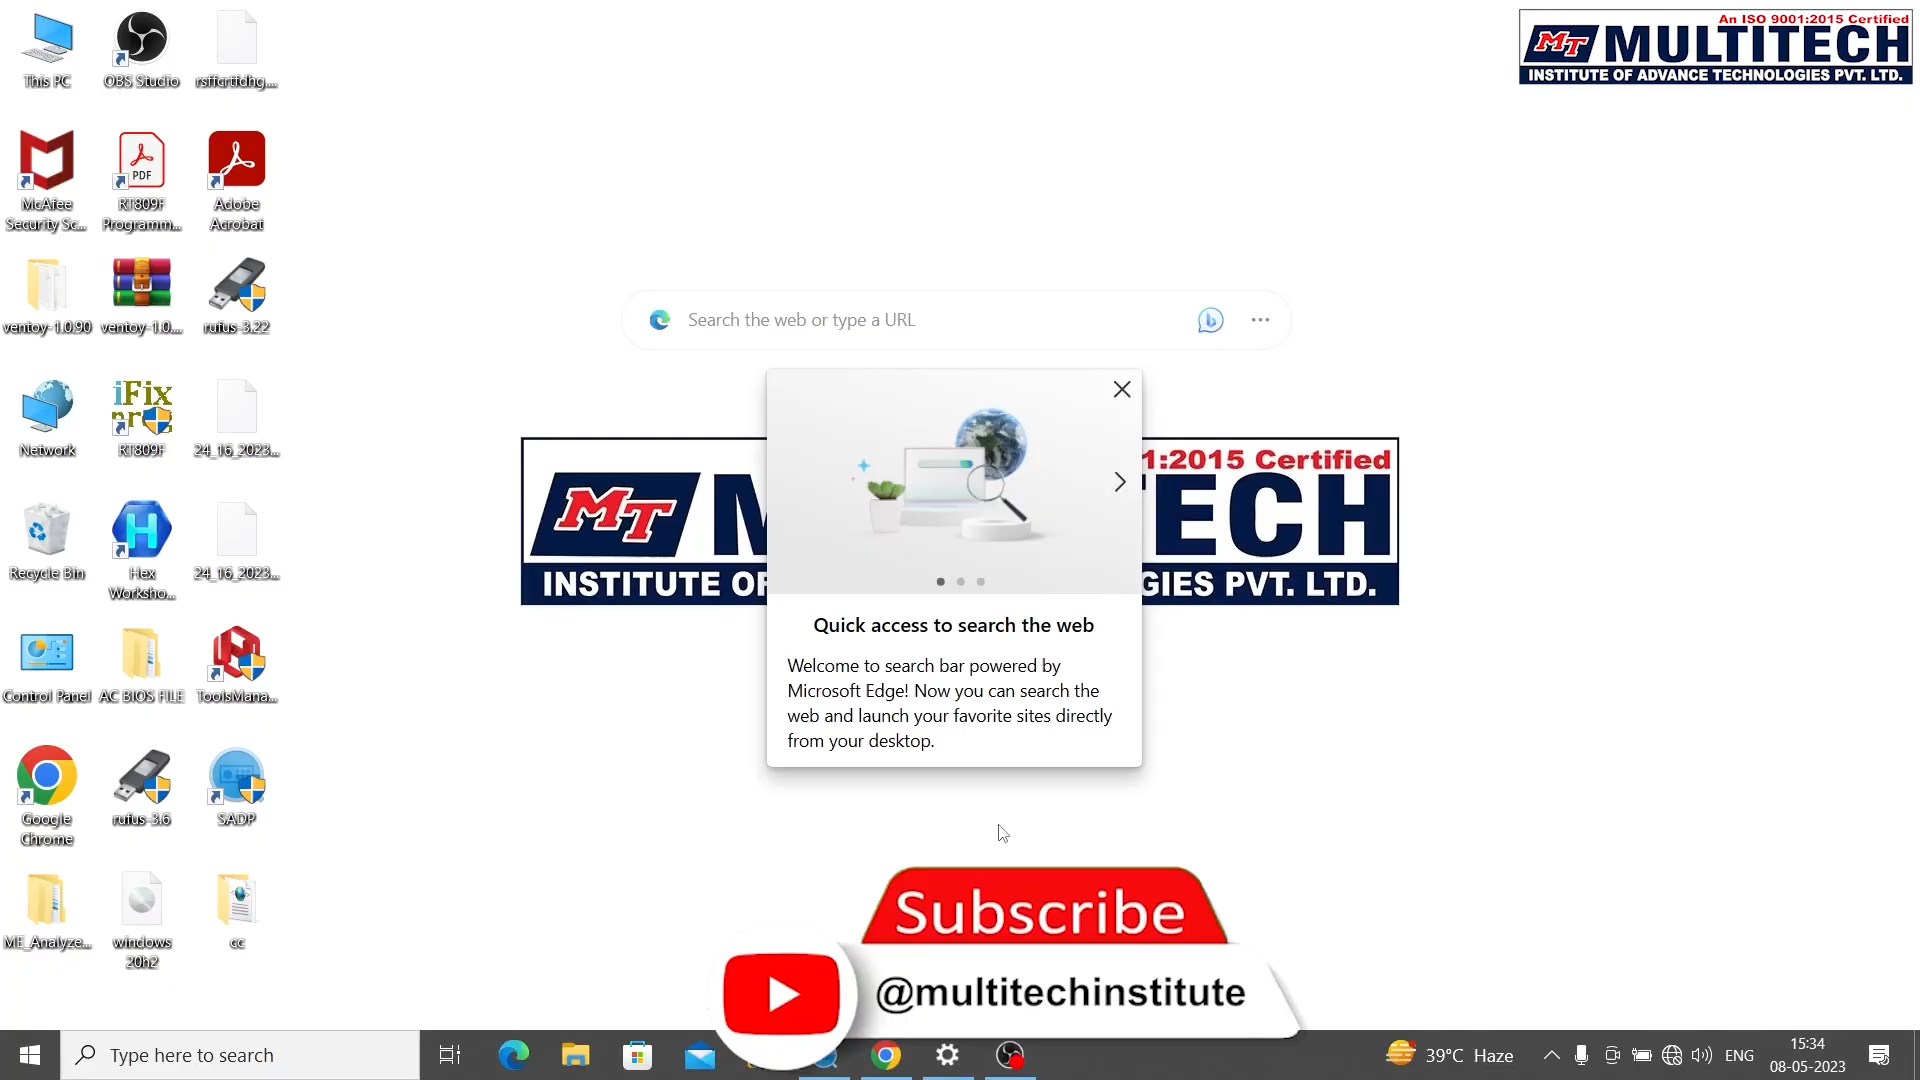 This PC
OBS Studio
rsffcrtfdhg....
McAfee
Security Sc...
PDF
RT809F
Programm...
Adobe
Acrobat
ventoy-1.0.90
ventoy-1.0....
rufus-3.22
Network
iFix
RT809F
24_16_2023...
Recycle Bin
H
Hex
Worksho...
24_16_2023...
Control Panel
AC BIOS FILE
ToolsMana...
Google
Chrome
rufus-3.6
SADP
ME_Analyze...
windows
20h2
cc
An ISO 9001:2015 Certified
MT MULTITECH
INSTITUTE OF ADVANCE TECHNOLOGIES PVT. LTD.
Search the web or type a URL
1:2015 Certified
MT M
ECH
INSTITUTE OF
GIES PVT. LTD.
Quick access to search the web
Welcome to search bar powered by
Microsoft Edge! Now you can search the
web and launch your favorite sites directly
from your desktop.
Subscribe
@multitechinstitute
Type here to search
39°C Haze
ENG
15:34
08-05-2023